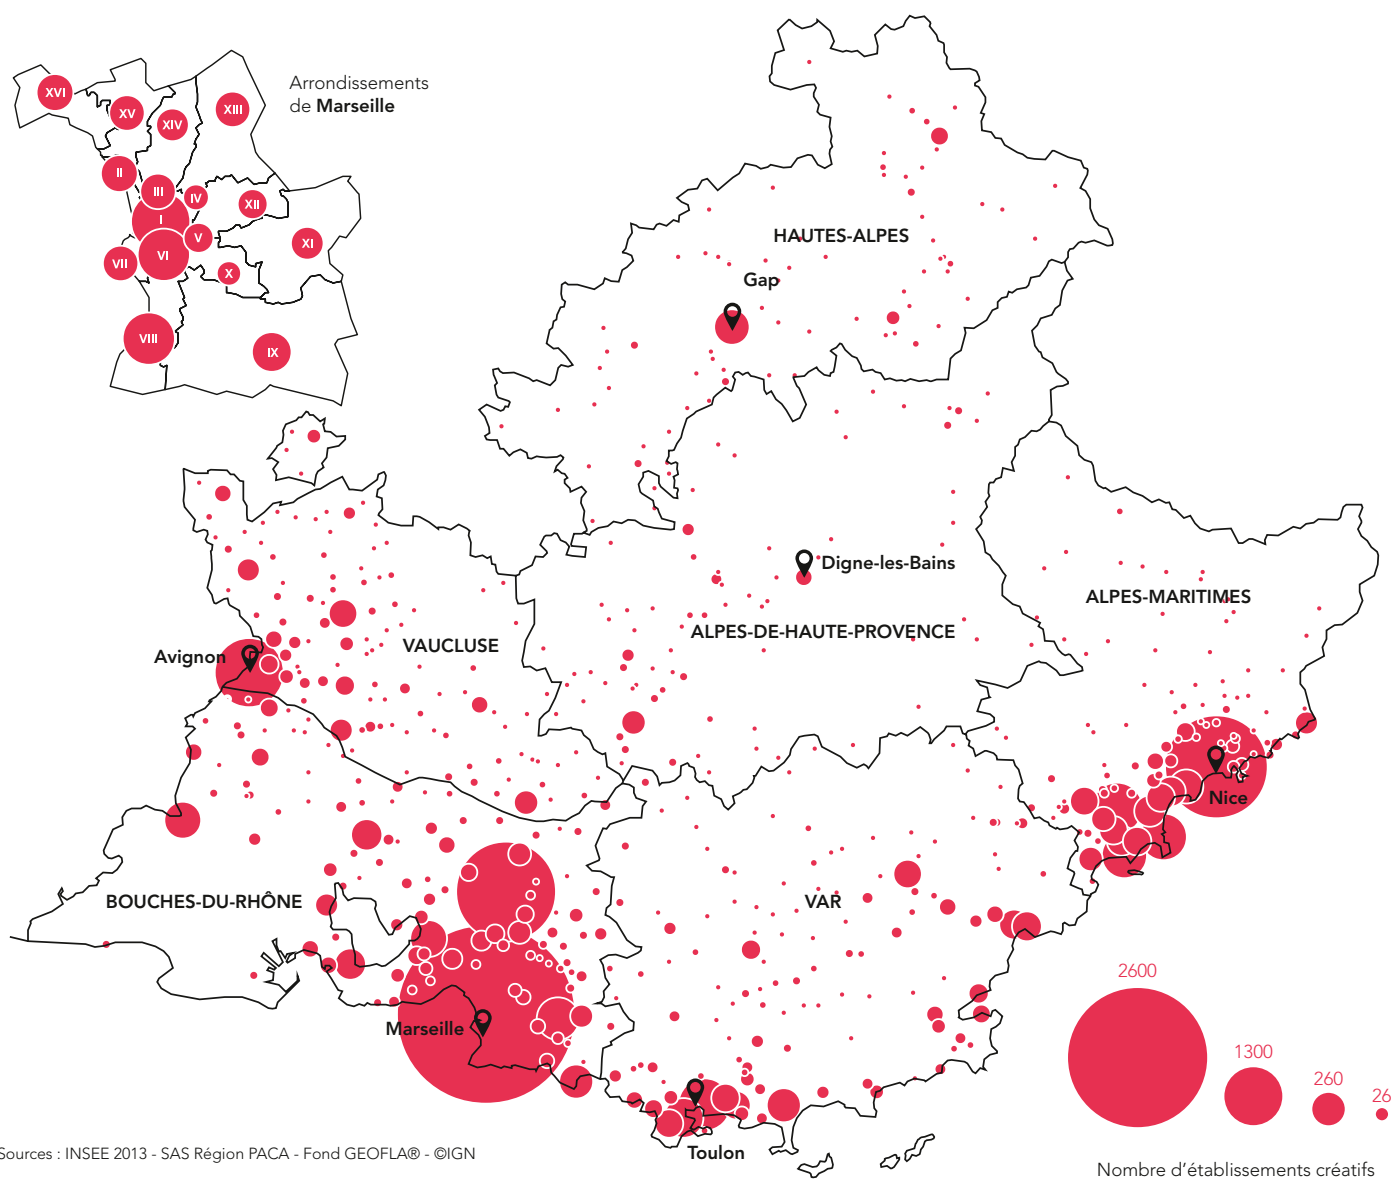 Arrondissements
de Marseille
XVI
XV
XIV
XIII
II
III
IV
XII
I
V
VI
VII
XI
X
VIII
IX
HAUTES-ALPES
Gap
Digne-les-Bains
ALPES-MARITIMES
ALPES-DE-HAUTE-PROVENCE
VAUCLUSE
Avignon
Nice
BOUCHES-DU-RHÔNE
VAR
Marseille
Toulon
2600
1300
260
26
Nombre d'établissements créatifs
Sources : INSEE 2013 - SAS Région PACA - Fond GEOFLA® - ©IGN